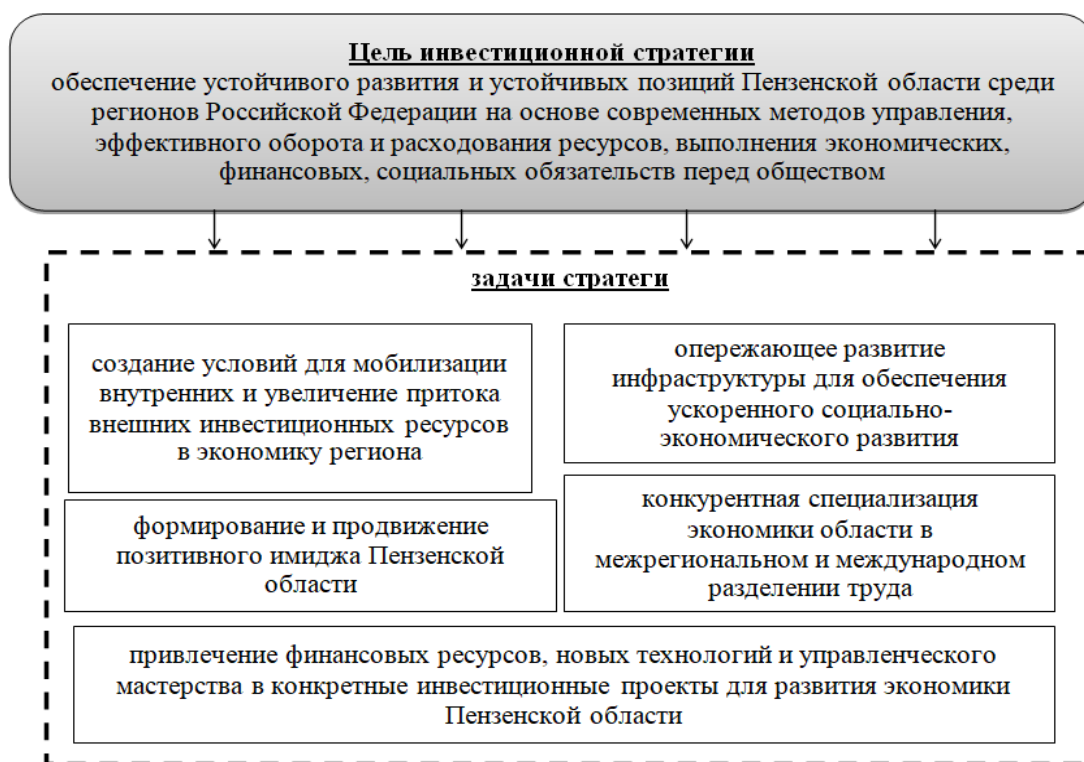 Цель инвестиционной стратегии
обеспечение устойчивого развития и устойчивых позиций Пензенской области среди
регионов Российской Федерации на основе современных методов управления,
эффективного оборота и расходования ресурсов, выполнения экономических,
финансовых, социальных обязательств перед обществом
задачи стратеги
создание условий для мобилизации
внутренних и увеличение притока
внешних инвестиционных ресурсов
в экономику региона
опережающее развитие
инфраструктуры для обеспечения
ускоренного социально-
экономического развития
формирование и продвижение
позитивного имиджа Пензенской
области
конкурентная специализация
экономики области в
межрегиональном и международном
разделении труда
привлечение финансовых ресурсов, новых технологий и управленческого
мастерства в конкретные инвестиционные проекты для развития экономики
Пензенской области